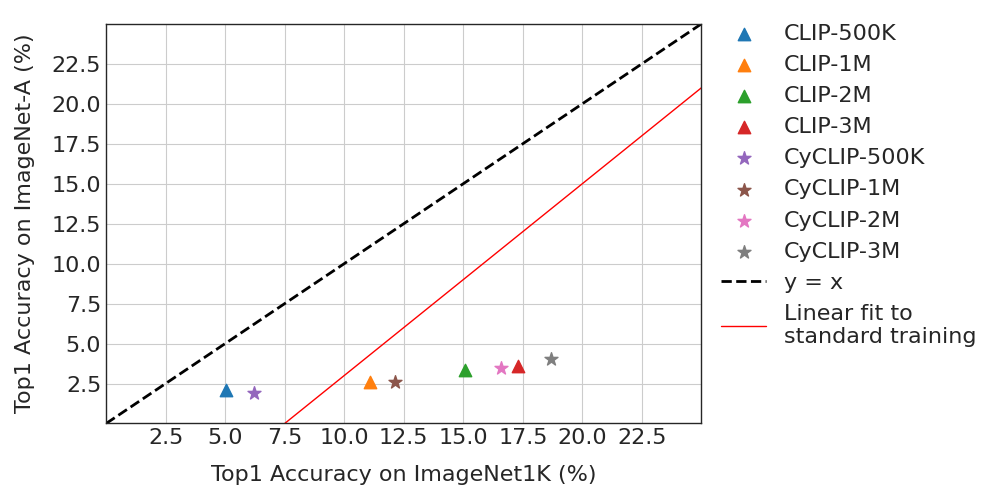 Top1 Accuracy on ImageNet-A (%)
22.5
20.0
17.5
15.0
12.5
10.0
7.5
5.0
2.5
2.5 5.0 7.5 10.0 12.5 15.0 17.5 20.0 22.5
Top1 Accuracy on ImageNet1K (%)
CLIP-500K
CLIP-1M
CLIP-2M
CLIP-3M
CyCLIP-500K
CyCLIP-1M
CyCLIP-2M
CyCLIP-3M
y = x
Linear fit to
standard training